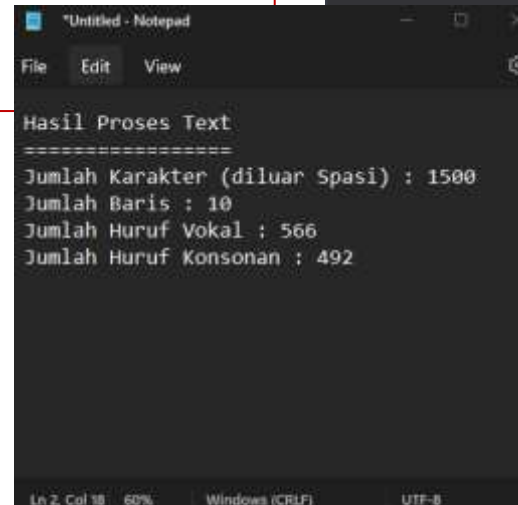 *Untitled - Notepad
File Edit View
Hasil Proses Text
=================
Jumlah Karakter (diluar Spasi) : 1500
Jumlah Baris : 10
Jumlah Huruf Vokal : 566
Jumlah Huruf Konsonan : 492
Ln 2, Col 18 60% Windows (CRLF) UTF-8